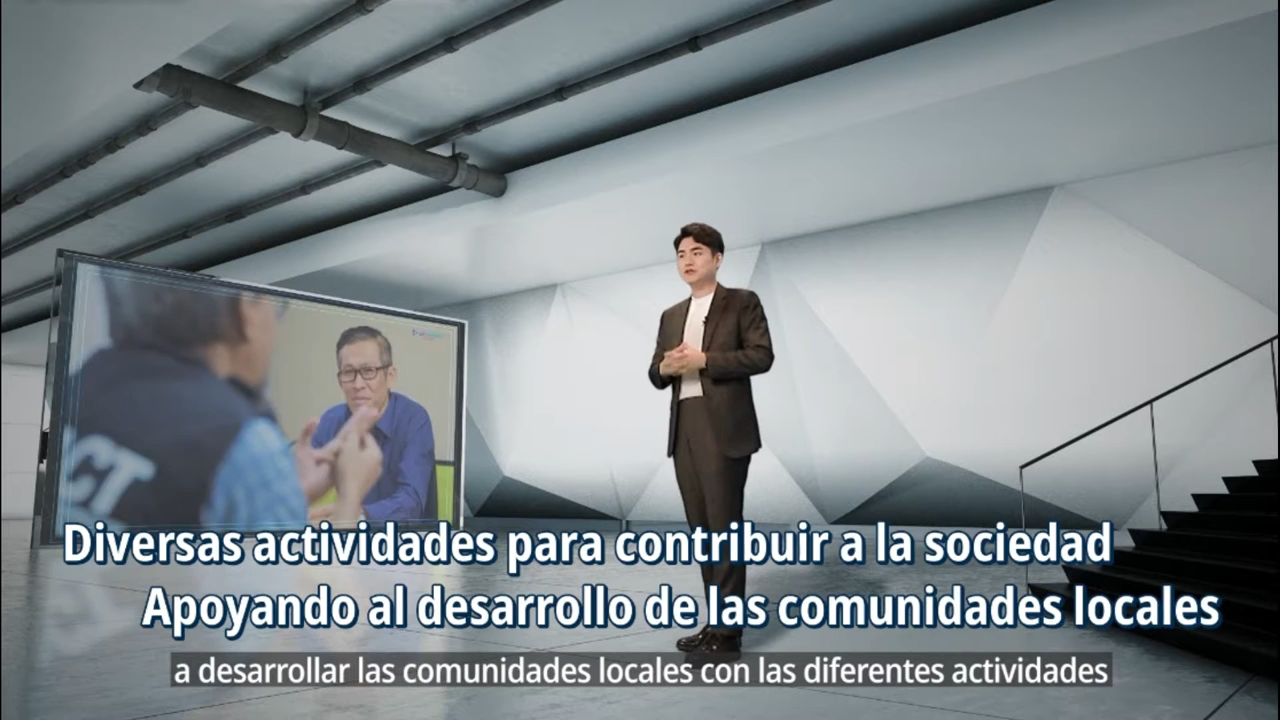 CT
Diversas actividades para contribuir a la sociedad
Apoyando al desarrollo de las comunidades locales
a desarrollar las comunidades locales con las diferentes actividades